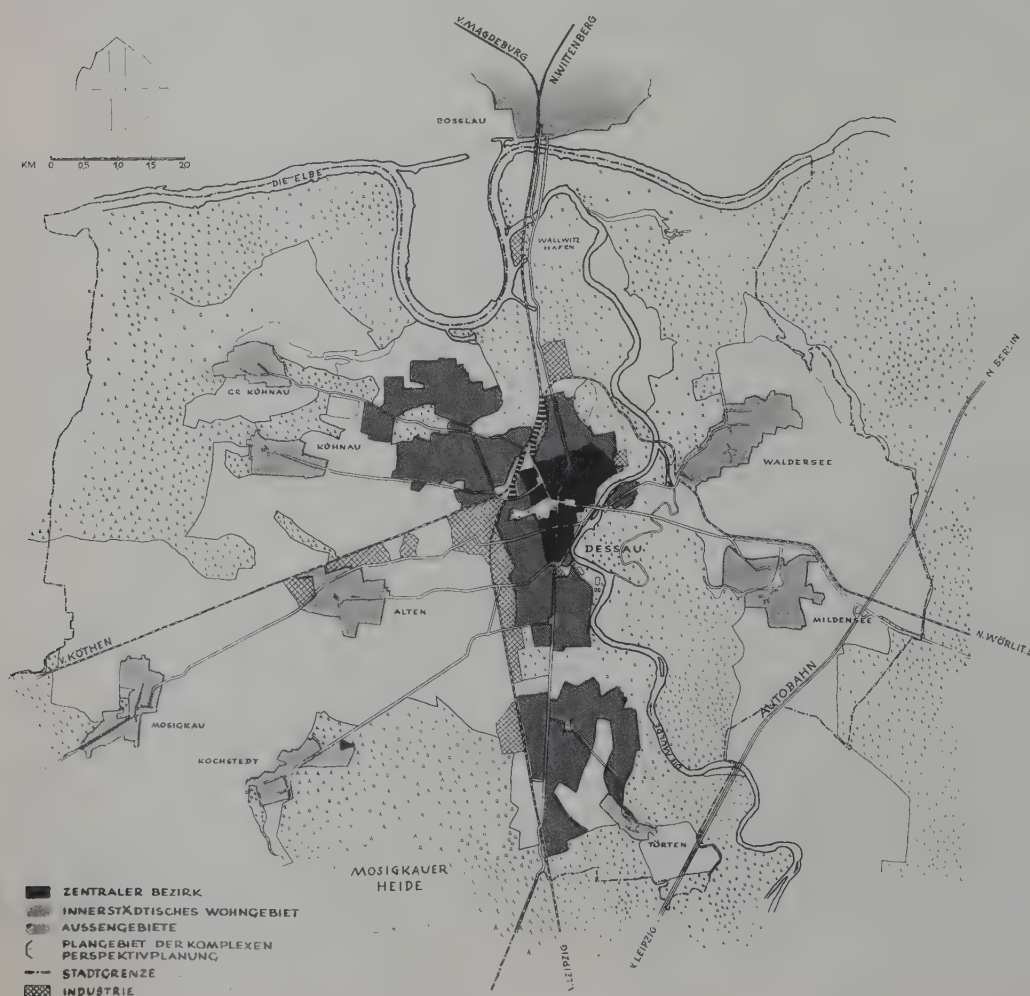 V. MAGDEBURG
N. WITTENBERG
ROSSLAU
KM 0 0,5 1,0 1,5 2,0
DIE ELBE
WALLWITZ
HAFEN
N BERLIN
GR KÜHNAU
KÜHNAU
WALDERSEE
DESSAU
ALTEN
MILDENSEE
V. KÖTHEN
AUTOBAHN
MOSIGKAU
DIE MULDE
KOCHSTEDT
TÖRTEN
MOSIGKAUER
HEIDE
V. LEIPZIG
ZENTRALER BEZIRK
INNERSTÄDTISCHES WOHNGEBIET
AUSSENGEBIETE
PLANGEBIET DER KOMPLEXEN
PERSPEKTIVPLANUNG
STADTGRENZE
INDUSTRIE